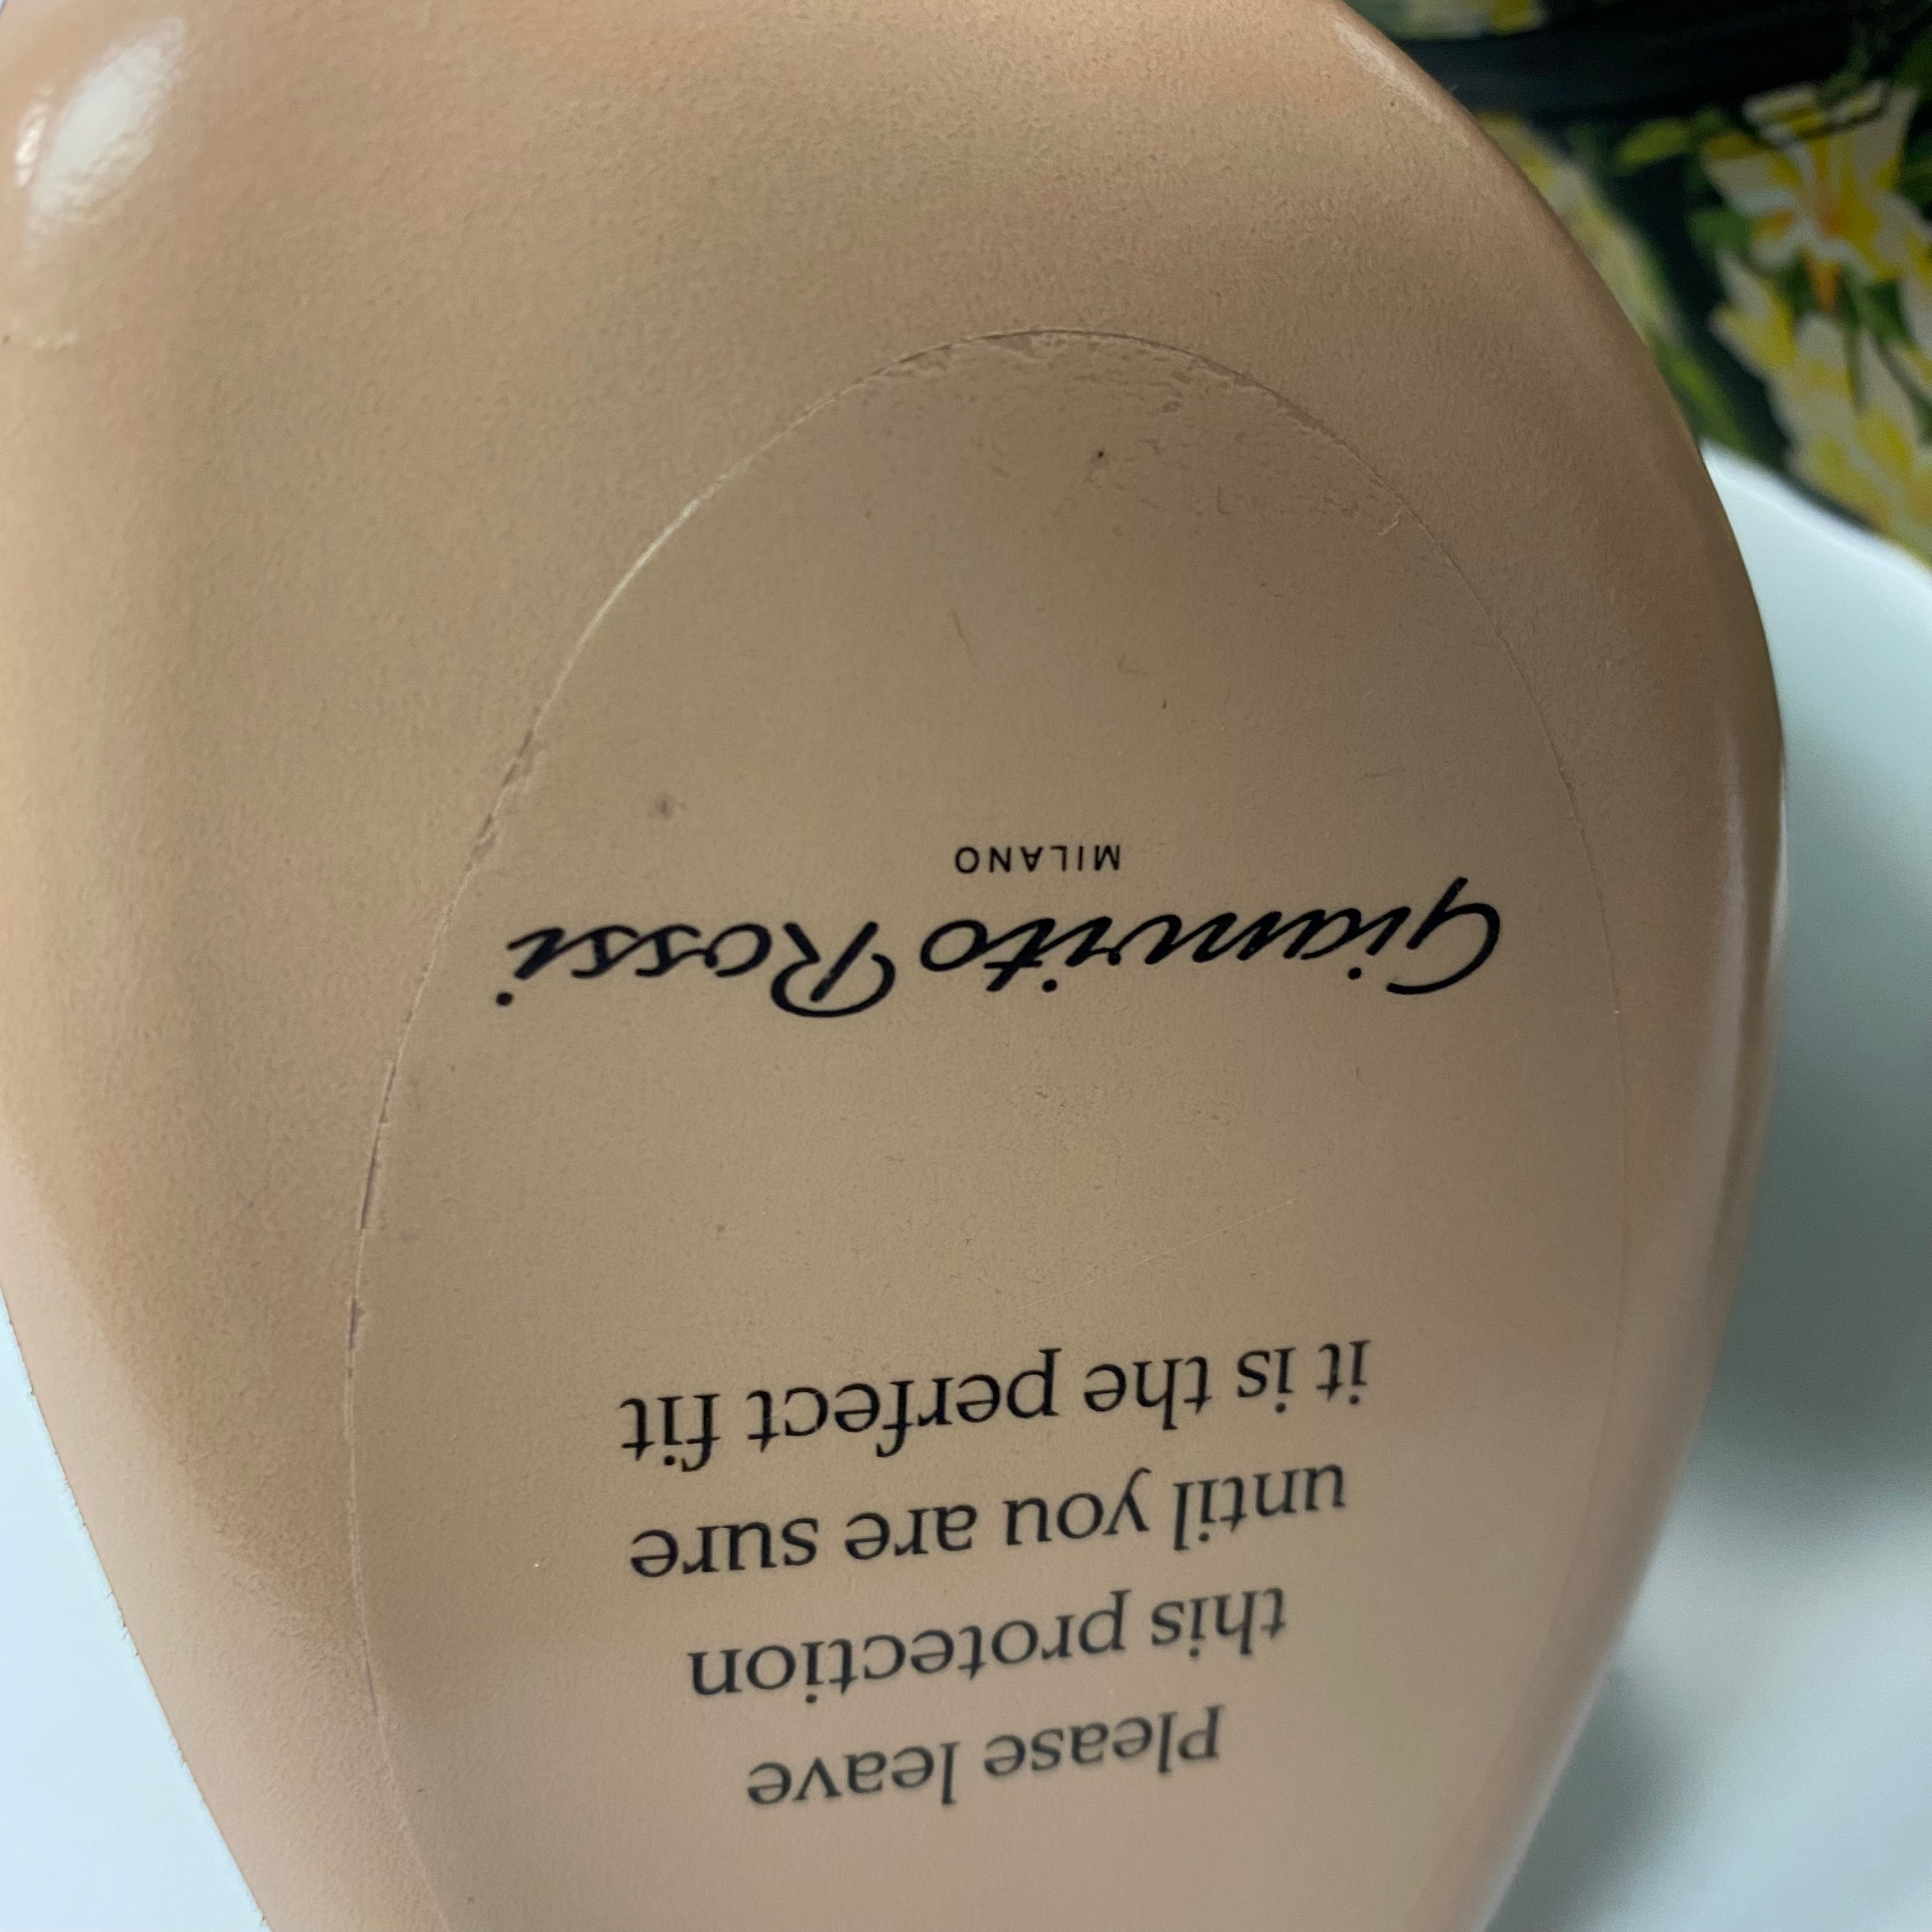 Please leave
this protection
until you are sure
it is the perfect fit
Gianvito Rossi
MILANO